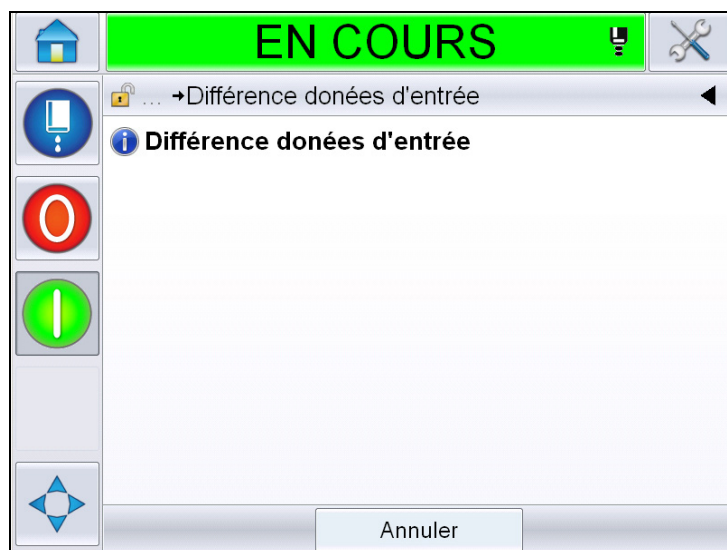 EN COURS
... →Différence donées d'entrée
Différence donées d'entrée
Annuler